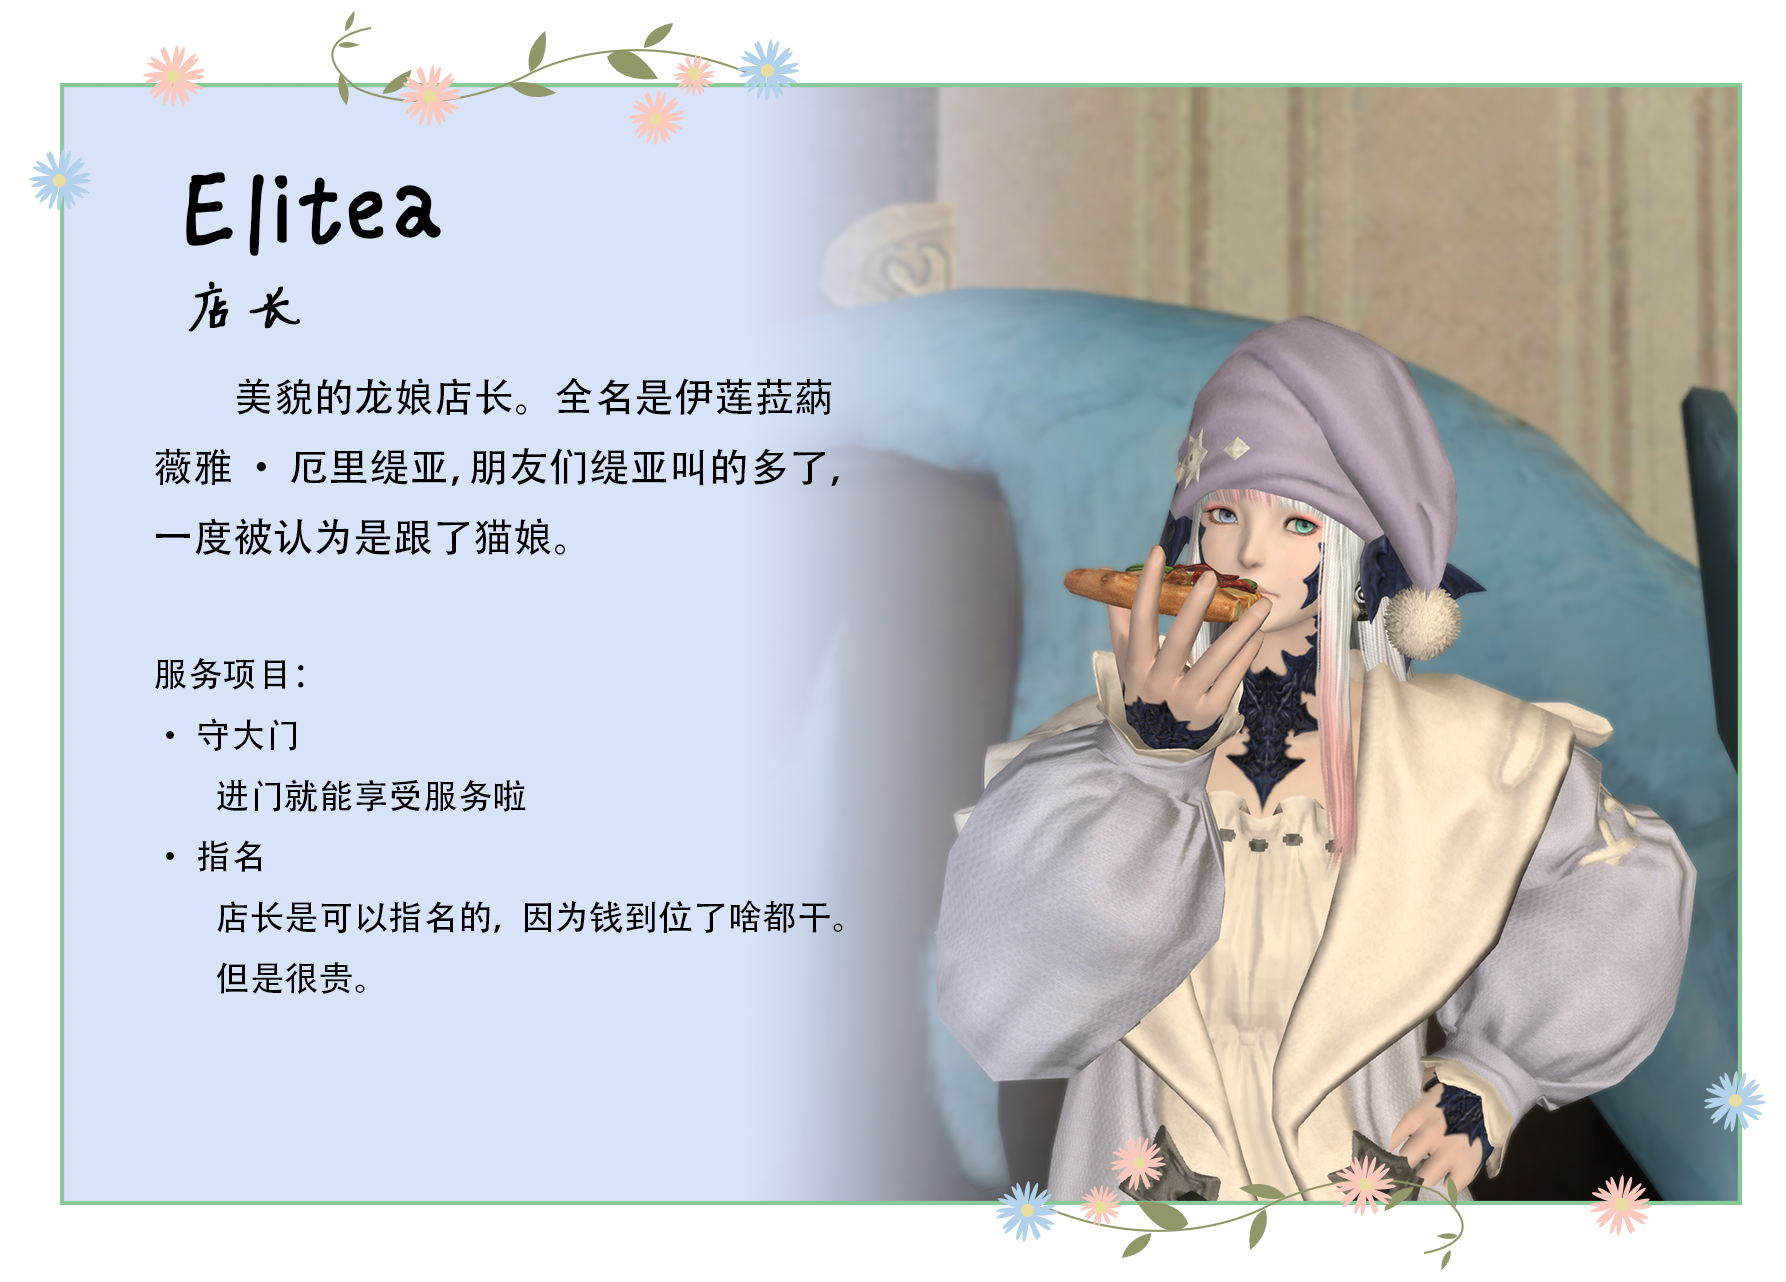 Elitea
店长
美貌的龙娘店长。全名是伊莲菈蒳
薇雅 · 厄里缇亚,朋友们缇亚叫的多了,
一度被认为是跟了猫娘。
服务项目:
· 守大门
进门就能享受服务啦
· 指名
店长是可以指名的, 因为钱到位了啥都干。
但是很贵。